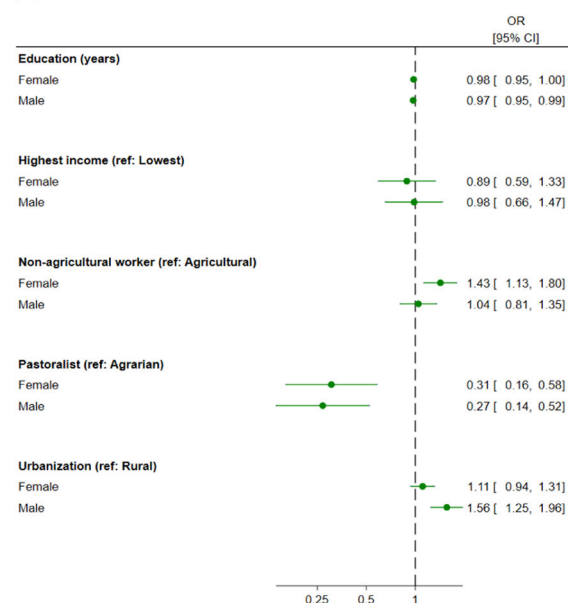 OR
[95% CI]
Education (years)
Female 0.98 [ 0.95, 1.00]
Male 0.97 [ 0.95, 0.99]
Highest income (ref: Lowest)
Female 0.89 [ 0.59, 1.33]
Male 0.98 [ 0.66, 1.47]
Non-agricultural worker (ref: Agricultural)
Female 1.43 [ 1.13, 1.80]
Male 1.04 [ 0.81, 1.35]
Pastoralist (ref: Agrarian)
Female 0.31 [ 0.16, 0.58]
Male 0.27 [ 0.14, 0.52]
Urbanization (ref: Rural)
Female 1.11 [ 0.94, 1.31]
Male 1.56 [ 1.25, 1.96]
0.25 0.5 1